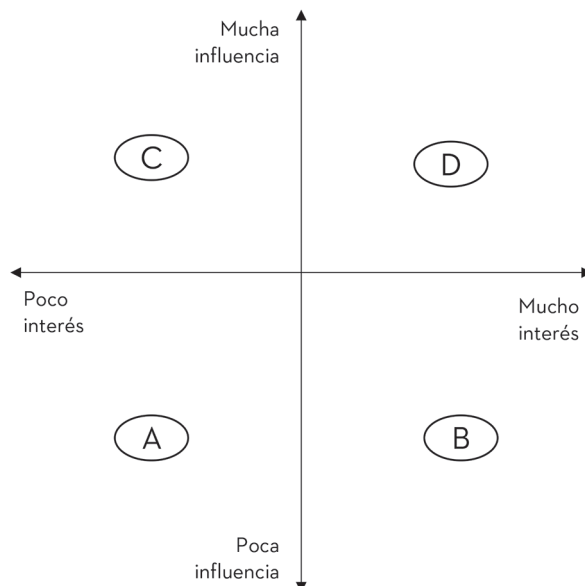 Mucha
influencia
C
D
Poco
interés
Mucho
interés
A
B
Poca
influencia